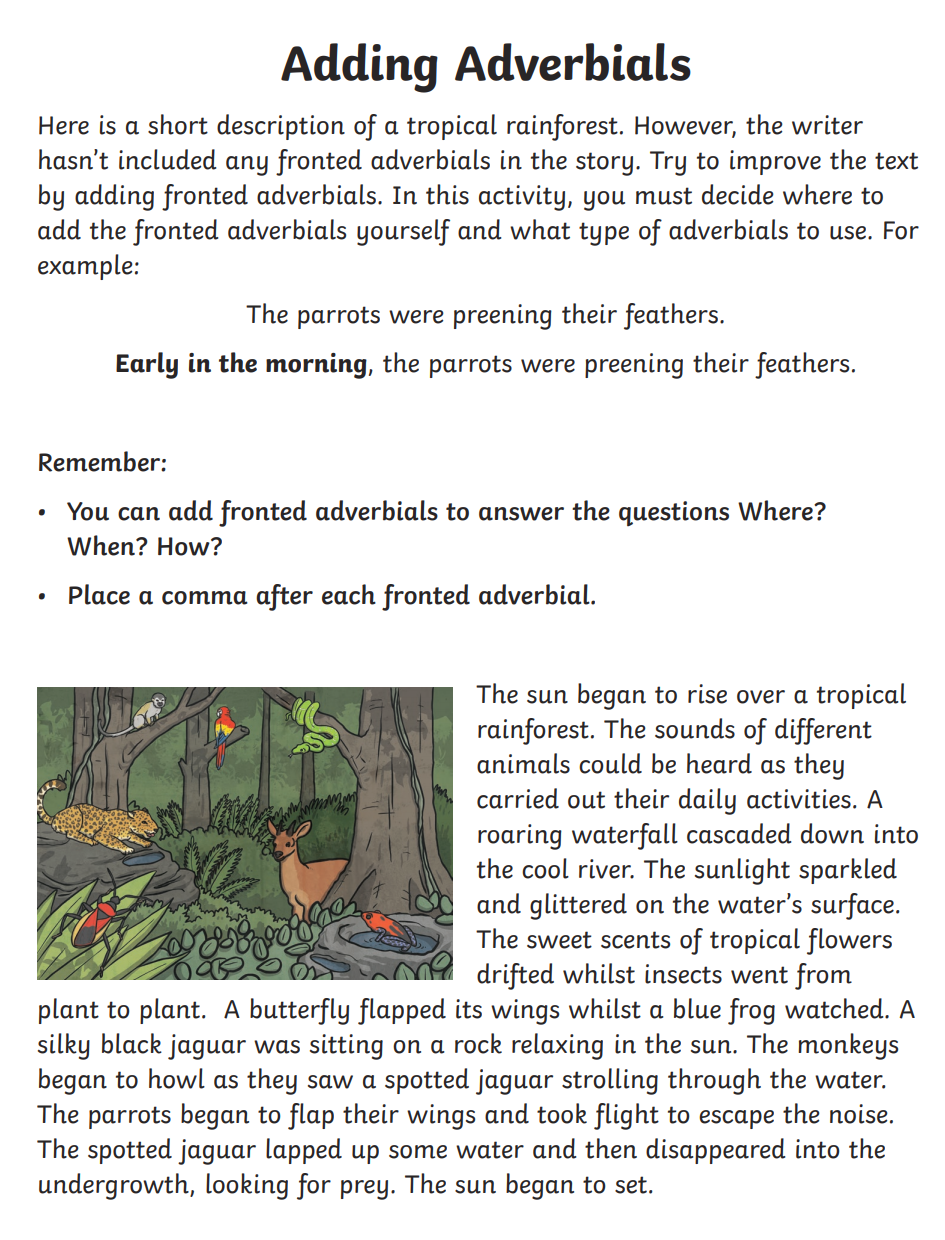 Adding Adverbials
Here is a short description of a tropical rainforest. However, the writer
hasn’t included any fronted adverbials in the story. Try to improve the text
by adding fronted adverbials. In this activity, you must decide where to
add the fronted adverbials yourself and what type of adverbials to use. For
example:
The parrots were preening their feathers.
Early in the morning, the parrots were preening their feathers.
Remember:
• You can add fronted adverbials to answer the questions Where?
When? How?
• Place a comma after each fronted adverbial.
The sun began to rise over a tropical
rainforest. The sounds of different
animals could be heard as they
carried out their daily activities. A
roaring waterfall cascaded down into
the cool river. The sunlight sparkled
and glittered on the water’s surface.
The sweet scents of tropical flowers
drifted whilst insects went from
plant to plant.  A butterfly flapped its wings whilst a blue frog watched. A
silky black jaguar was sitting on a rock relaxing in the sun. The monkeys
began to howl as they saw a spotted jaguar strolling through the water.
The parrots began to flap their wings and took flight to escape the noise.
The spotted jaguar lapped up some water and then disappeared into the
undergrowth, looking for prey. The sun began to set.